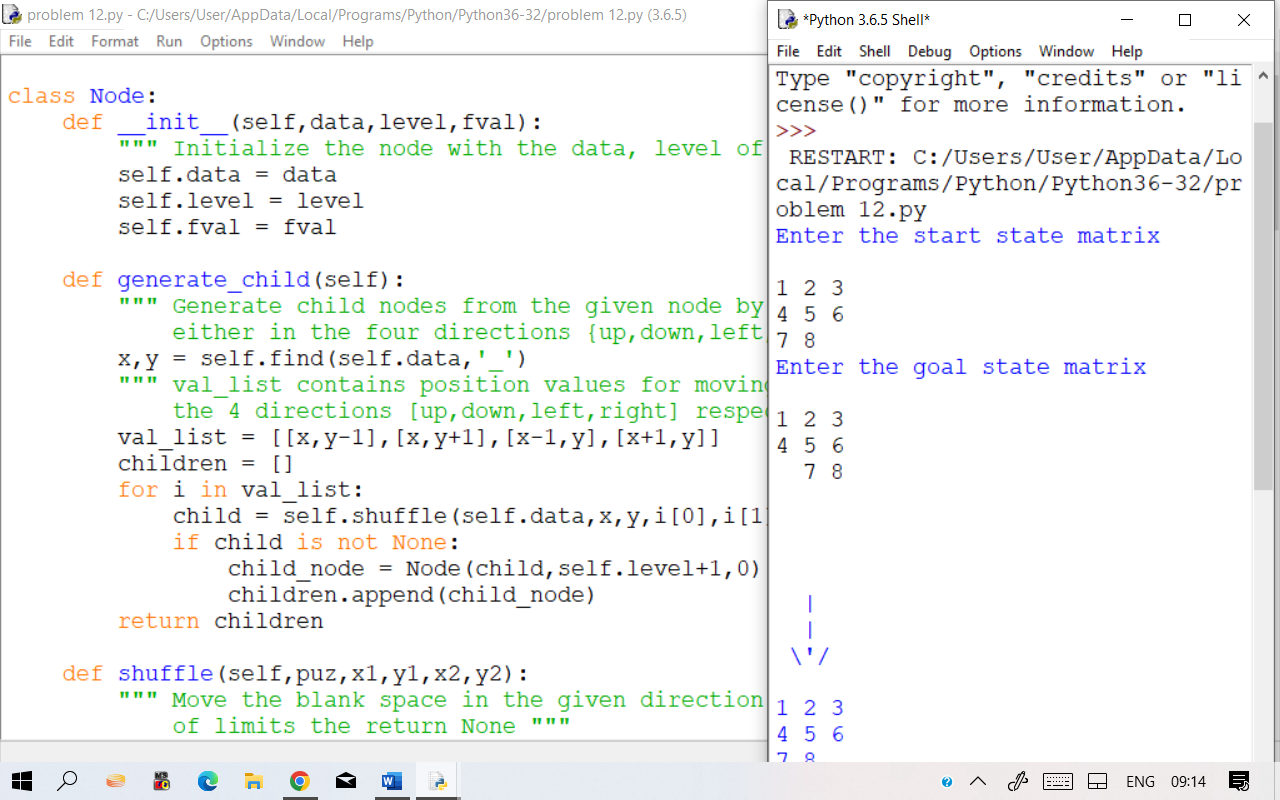 problem 12.py - C:/Users/User/AppData/Local/Programs/Python/Python36-32/problem 12.py (3.6.5)
File Edit Format Run Options Window Help
class Node:
    def __init__(self,data,level,fval):
        """ Initialize the node with the data, level of
        self.data = data
        self.level = level
        self.fval = fval
    def generate_child(self):
        """ Generate child nodes from the given node by
            either in the four directions {up,down,left,
        x,y = self.find(self.data,'_')
        """ val_list contains position values for moving
            the 4 directions [up,down,left,right] respec
        val_list = [[x,y-1],[x,y+1],[x-1,y],[x+1,y]]
        children = []
        for i in val_list:
            child = self.shuffle(self.data,x,y,i[0],i[1]
            if child is not None:
                child_node = Node(child,self.level+1,0)
                children.append(child_node)
        return children
    def shuffle(self,puz,x1,y1,x2,y2):
        """ Move the blank space in the given direction
            of limits the return None """
*Python 3.6.5 Shell*
File Edit Shell Debug Options Window Help
Type "copyright", "credits" or "li
cense()" for more information.
>>>
 RESTART: C:/Users/User/AppData/Lo
cal/Programs/Python/Python36-32/pr
oblem 12.py
Enter the start state matrix
1 2 3
4 5 6
7 8
Enter the goal state matrix
1 2 3
4 5 6
  7 8
  |
  |
 \'/
1 2 3
4 5 6
7 8
ENG 09:14